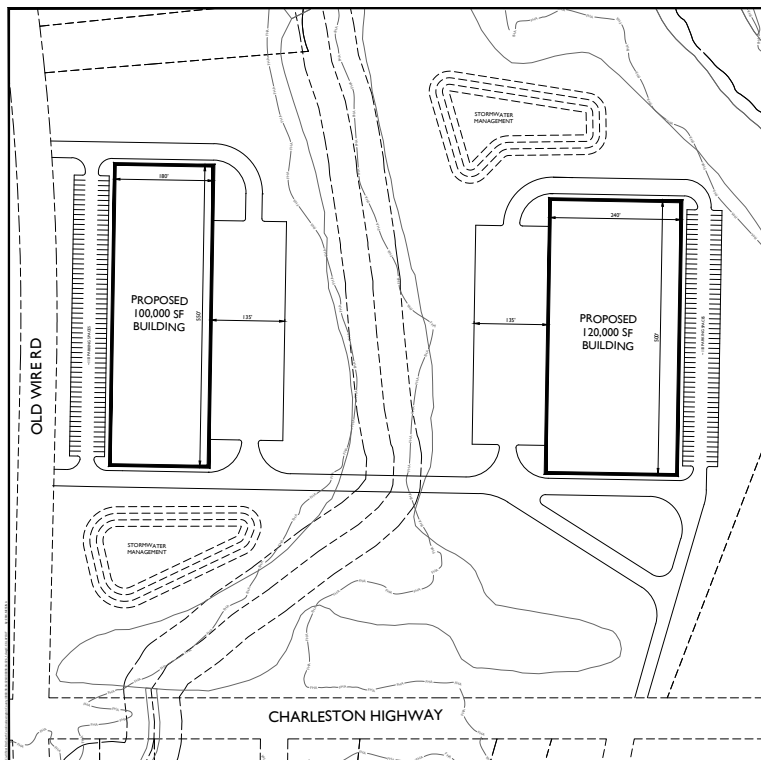 STORMWATER
MANAGEMENT
180'
240'
PROPOSED
100,000 SF
BUILDING
550'
135'
PROPOSED
120,000 SF
BUILDING
135'
500'
OLD WIRE RD
STORMWATER
MANAGEMENT
CHARLESTON HIGHWAY